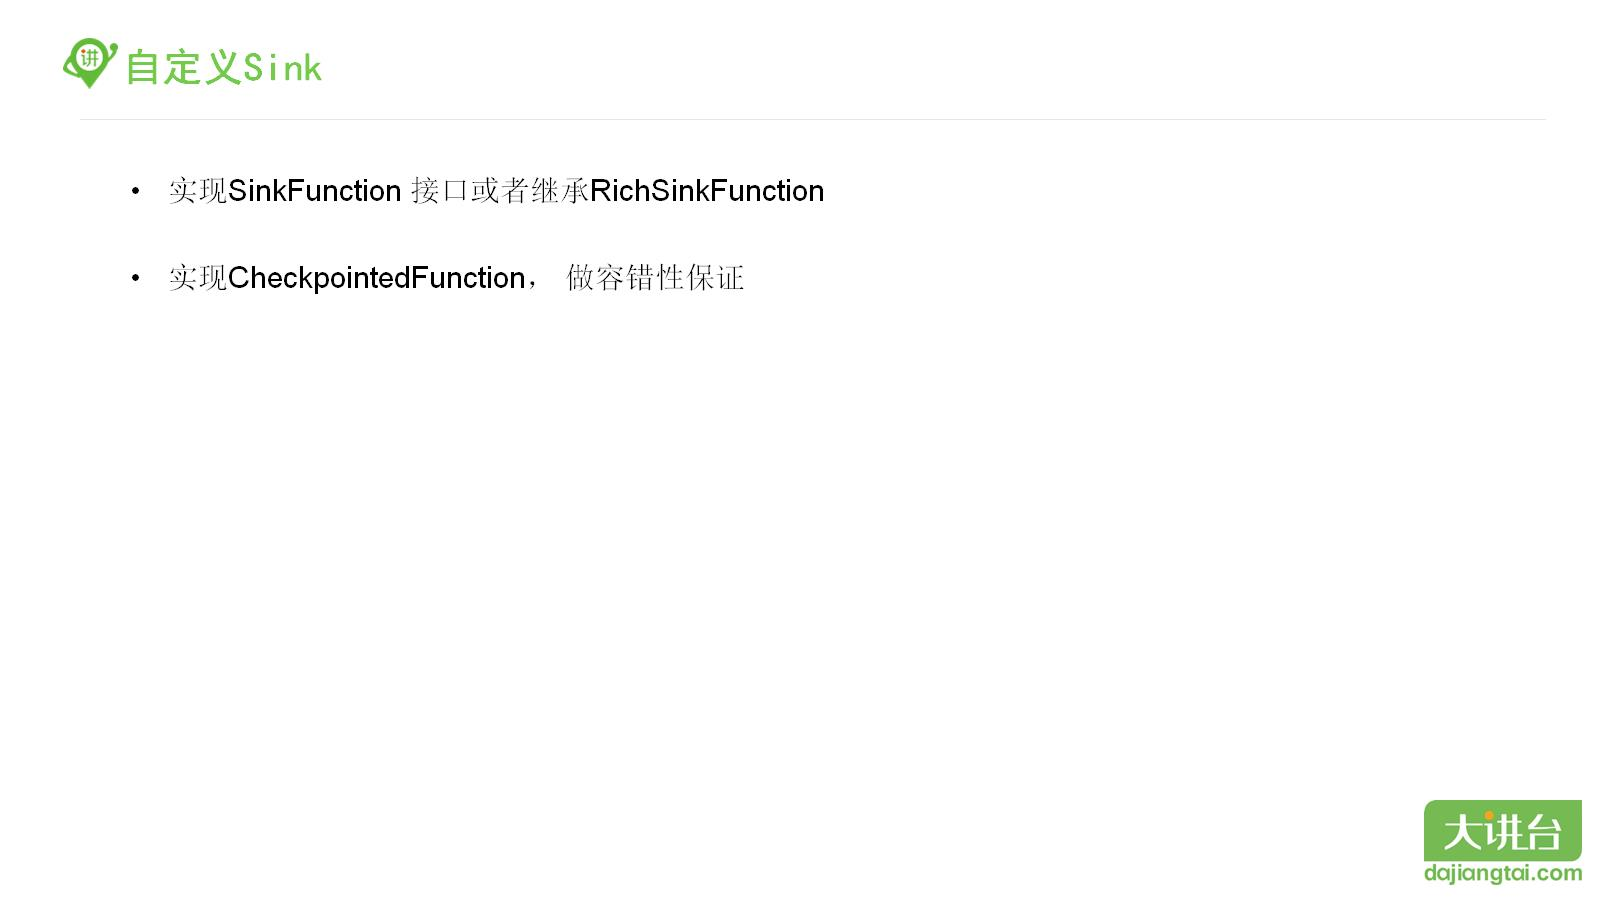 讲
自定义Sink
• 实现SinkFunction 接口或者继承RichSinkFunction
• 实现CheckpointedFunction， 做容错性保证
大讲台
dajiangtai.com